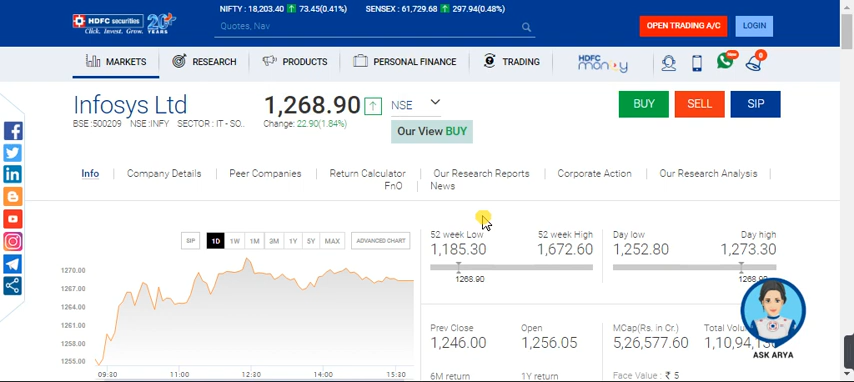 NIFTY : 18,203.40 73.45(0.41%) SENSEX : 61,729.68 297.94(0.48%)
HDFC securities 20 YEARS
Click. Invest. Grow.
Quotes, Nav
OPEN TRADING A/C
LOGIN
MARKETS RESEARCH PRODUCTS PERSONAL FINANCE TRADING HDFC money New 0
Infosys Ltd 1,268.90 NSE BUY SELL SIP
BSE :500209 NSE :INFY SECTOR : IT - SO.. Change: 22.90(1.84%)
Our View BUY
Info Company Details Peer Companies Return Calculator Our Research Reports Corporate Action Our Research Analysis
FnO News
SIP 1D 1W 1M 3M 1Y 5Y MAX ADVANCED CHART
52 week Low 52 week High Day low Day high
1,185.30 1,672.60 1,252.80 1,273.30
1268.90 1268.90
1270.00
1267.00
1264.00
1261.00
1258.00
1255.00
09:30 11:00 12:30 14:00 15:30
Prev Close Open MCap(Rs. in Cr.) Total Volu
1,246.00 1,256.05 5,26,577.60 1,10,94,1
ASK ARYA
6M return 1Y return Face Value : ₹ 5